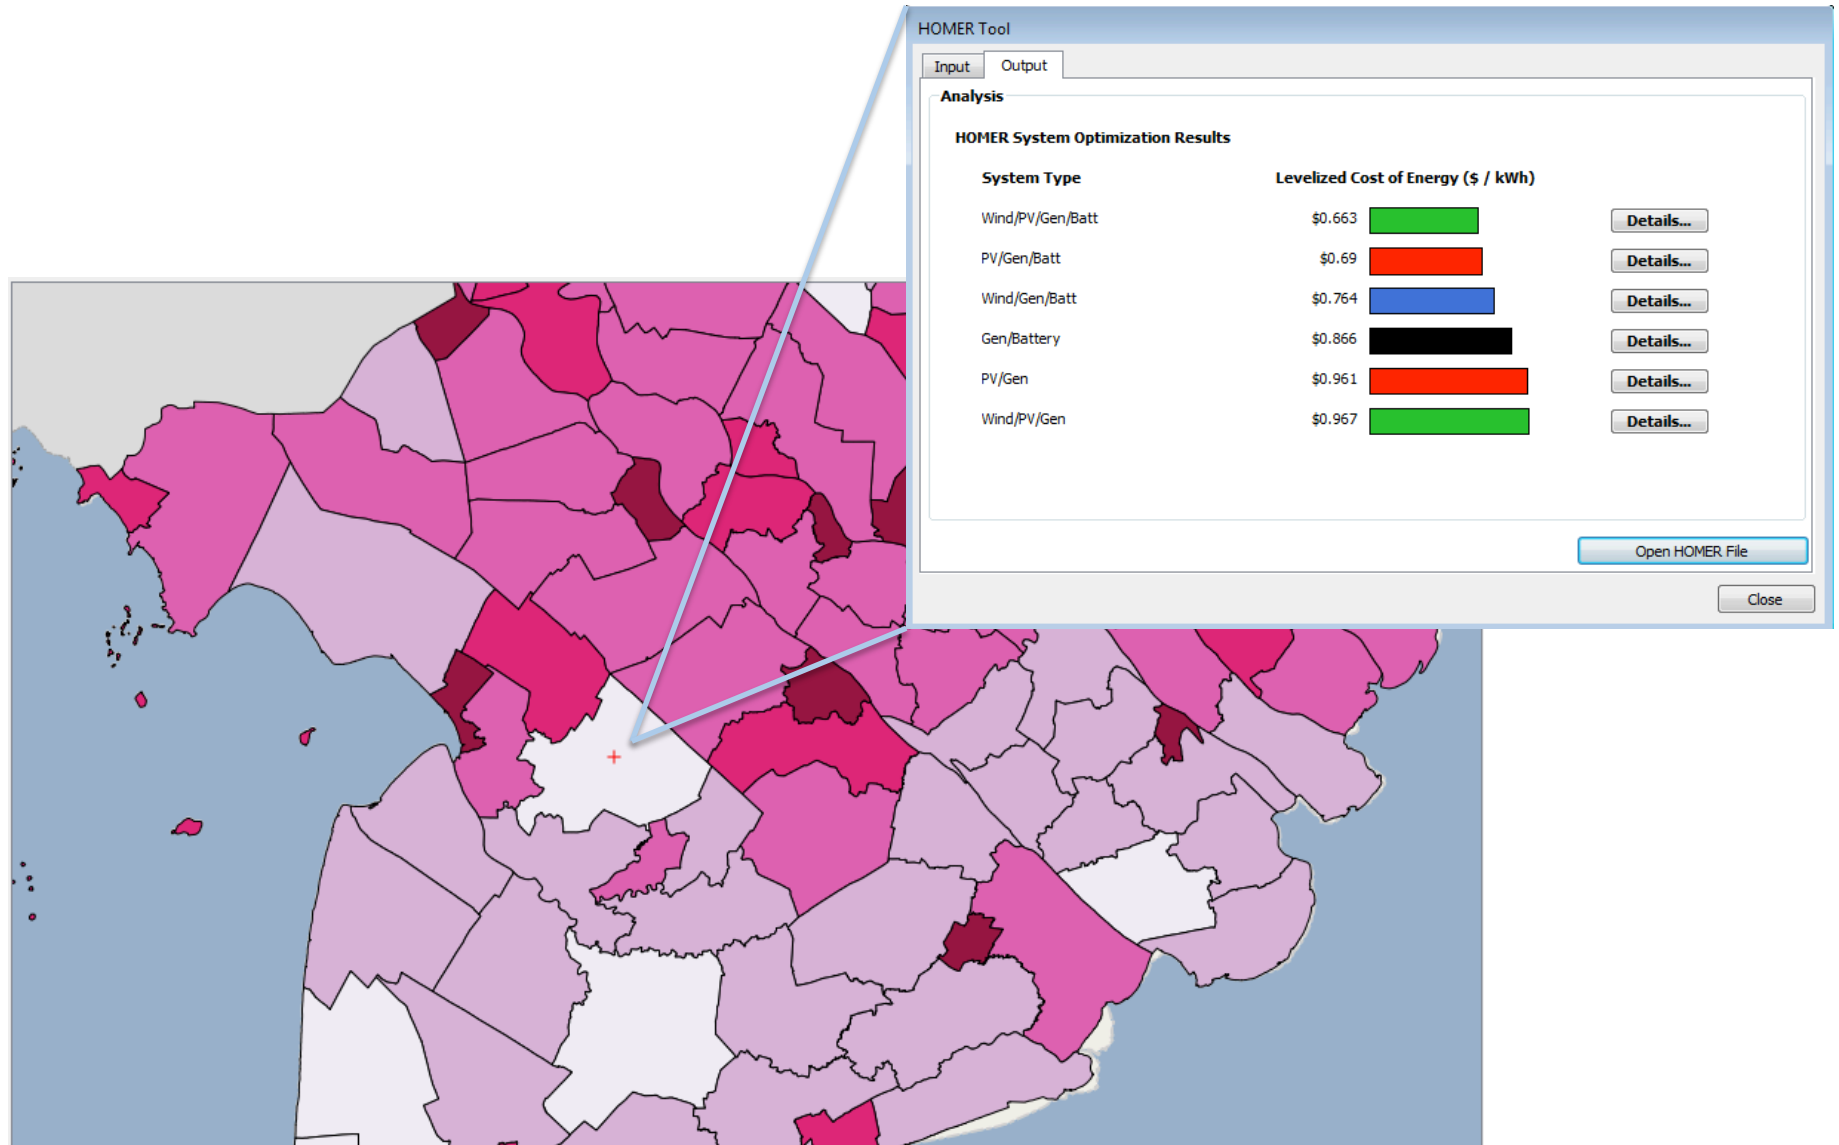 HOMER Tool
Input Output
Analysis
HOMER System Optimization Results
System Type Levelized Cost of Energy ($ / kWh)
Wind/PV/Gen/Batt $0.663 Details...
PV/Gen/Batt $0.69 Details...
Wind/Gen/Batt $0.764 Details...
Gen/Battery $0.866 Details...
PV/Gen $0.961 Details...
Wind/PV/Gen $0.967 Details...
Open HOMER File
Close